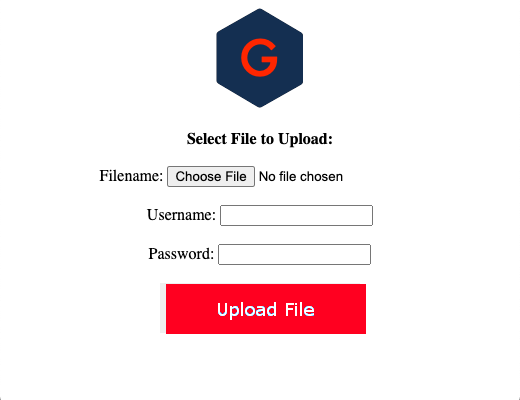 G
Select File to Upload:
Filename: Choose File No file chosen
Username:
Password:
Upload File